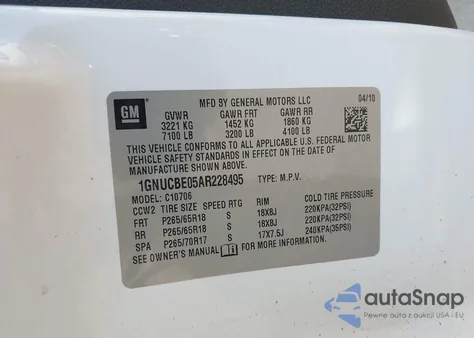 GM
MFD BY GENERAL MOTORS LLC
04/10
GVWR GAWR FRT GAWR RR
3221 KG 1452 KG 1860 KG
7100 LB 3200 LB 4100 LB
THIS VEHICLE CONFORMS TO ALL APPLICABLE U.S. FEDERAL MOTOR
VEHICLE SAFETY AND THEFT PREVENTION STANDARDS IN EFFECT ON THE DATE OF
MANUFACTURE SHOWN ABOVE.
1GNUCBE05AR228495 TYPE: M.P.V.
MODEL: C10706
CCW2 TIRE SIZE SPEED RTG RIM COLD TIRE PRESSURE
FRT P265/65R18 S 18X8J 220KPA(32PSI)
RR P265/65R18 S 18X8J 220KPA(32PSI)
SPA P265/70R17 S 17X7.5J 240KPA(35PSI)
SEE OWNER'S MANUAL FOR MORE INFORMATION
autoSnap
Pewne auta z USA i EU